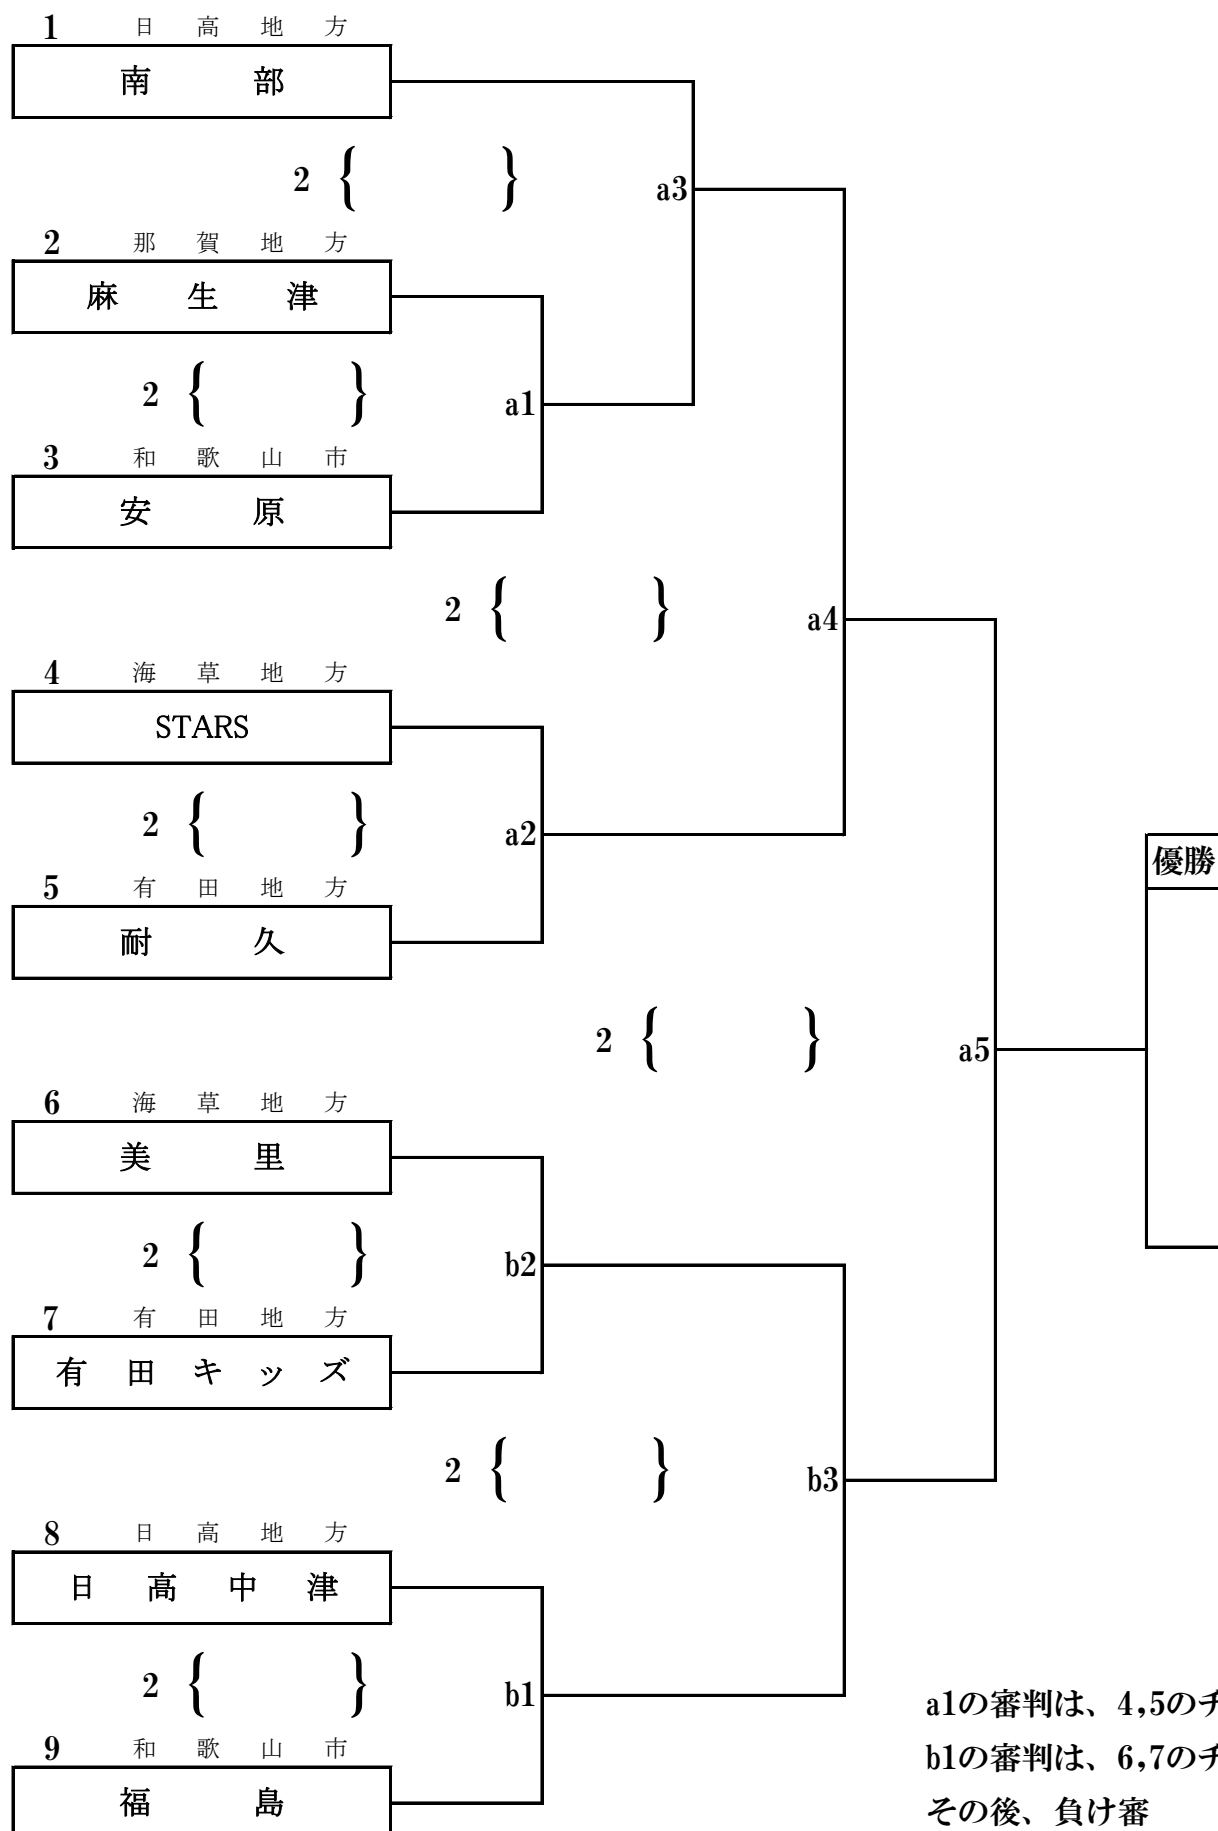 1 日高地方
南部
2 { } a3
2 那賀地方
麻生津
2 { } a1
3 和歌山市
安原
2 { } a4
4 海草地方
STARS
2 { } a2
優勝
5 有田地方
耐久
2 { } a5
6 海草地方
美里
2 { } b2
7 有田地方
有田キッズ
2 { } b3
8 日高地方
日高中津
2 { } b1
a1の審判は、4,5のチ
9 和歌山市
b1の審判は、6,7のチ
福島
その後、負け審